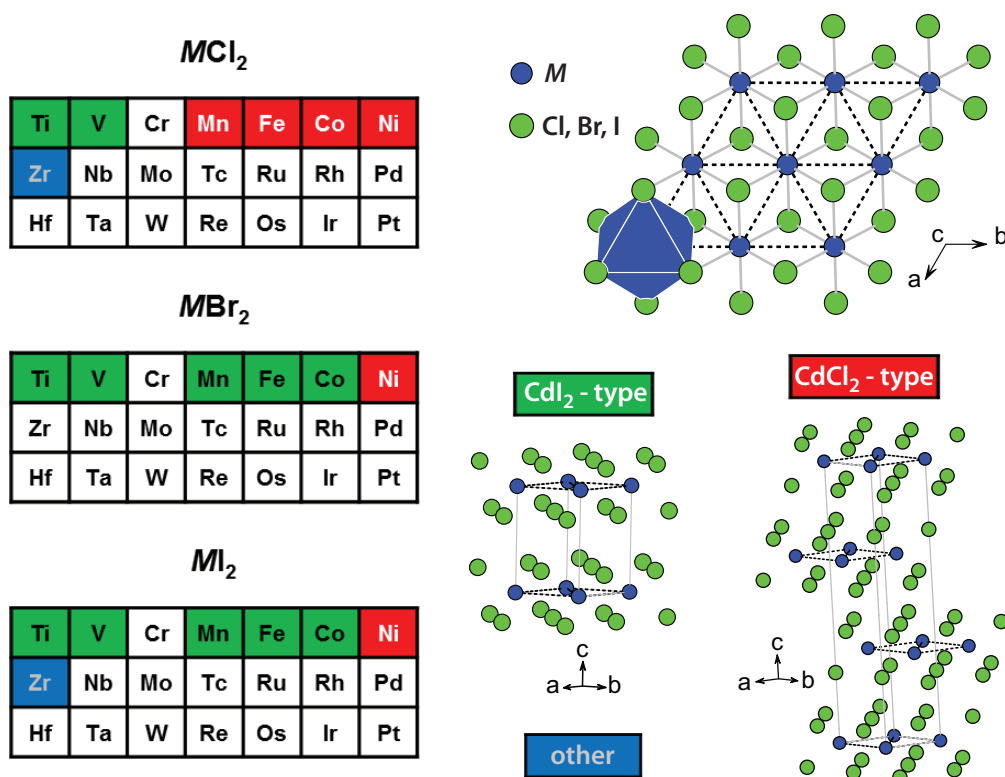 MCl₂
Ti V Cr Mn Fe Co Ni
Zr Nb Mo Tc Ru Rh Pd
Hf Ta W Re Os Ir Pt
MBr₂
Ti V Cr Mn Fe Co Ni
Zr Nb Mo Tc Ru Rh Pd
Hf Ta W Re Os Ir Pt
MI₂
Ti V Cr Mn Fe Co Ni
Zr Nb Mo Tc Ru Rh Pd
Hf Ta W Re Os Ir Pt
M
Cl, Br, I
c b
a
CdI₂ - type
CdCl₂ - type
c
a b
c
a b
other